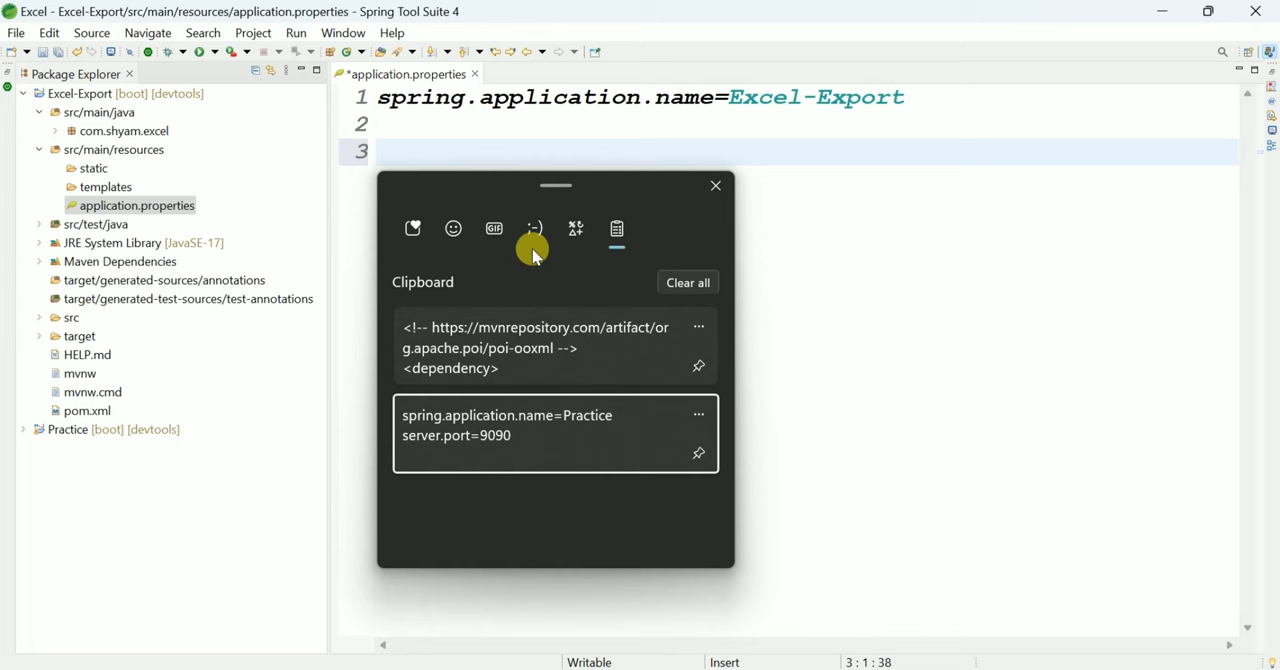 Excel - Excel-Export/src/main/resources/application.properties - Spring Tool Suite 4
File Edit Source Navigate Search Project Run Window Help
Package Explorer
*application.properties
Excel-Export [boot] [devtools]
src/main/java
com.shyam.excel
src/main/resources
static
templates
application.properties
src/test/java
JRE System Library [JavaSE-17]
Maven Dependencies
target/generated-sources/annotations
target/generated-test-sources/test-annotations
src
target
HELP.md
mvnw
mvnw.cmd
pom.xml
Practice [boot] [devtools]
1 spring.application.name=Excel-Export
2
3
GIF
;-)
Clipboard
Clear all
<!-- https://mvnrepository.com/artifact/or
g.apache.poi/poi-ooxml -->
<dependency>
spring.application.name=Practice
server.port=9090
Writable
Insert
3 : 1 : 38